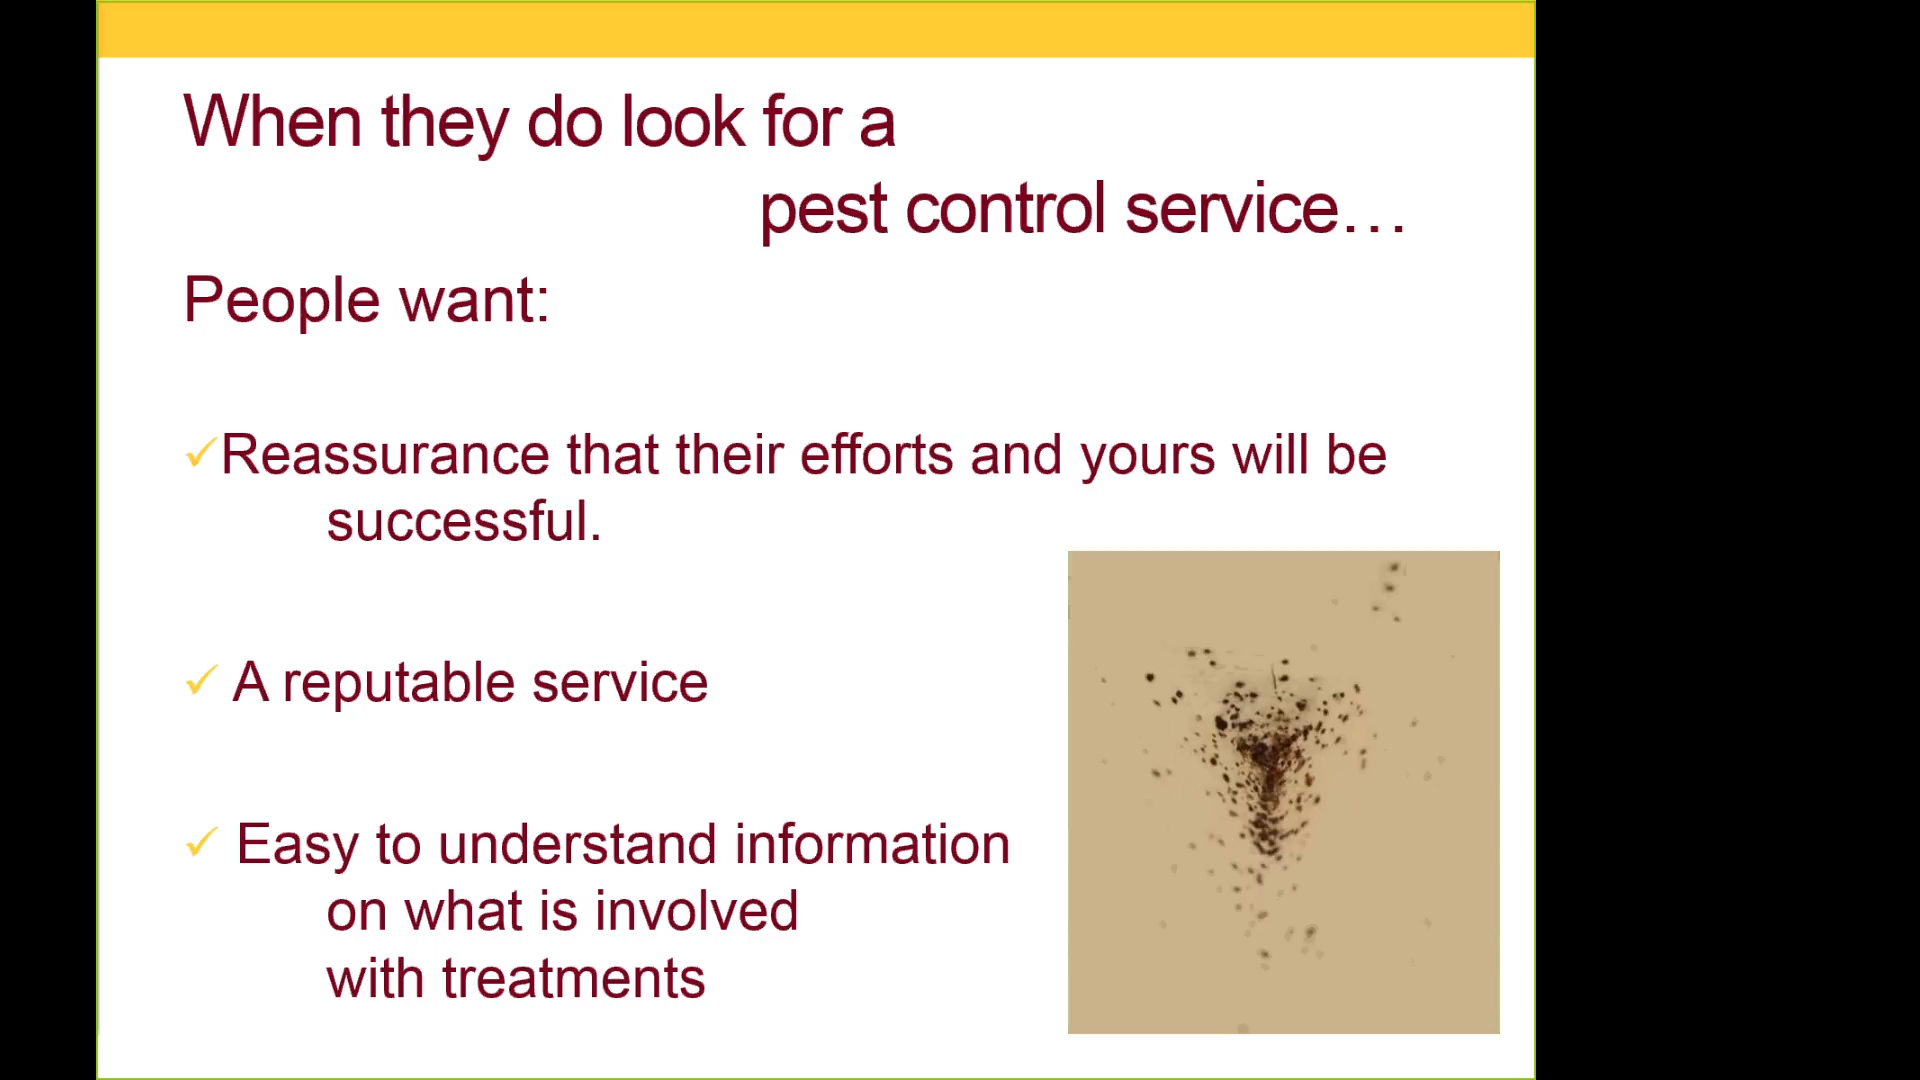 When they do look for a
pest control service…
People want:
✓Reassurance that their efforts and yours will be
successful.
✓ A reputable service
✓ Easy to understand information
on what is involved
with treatments